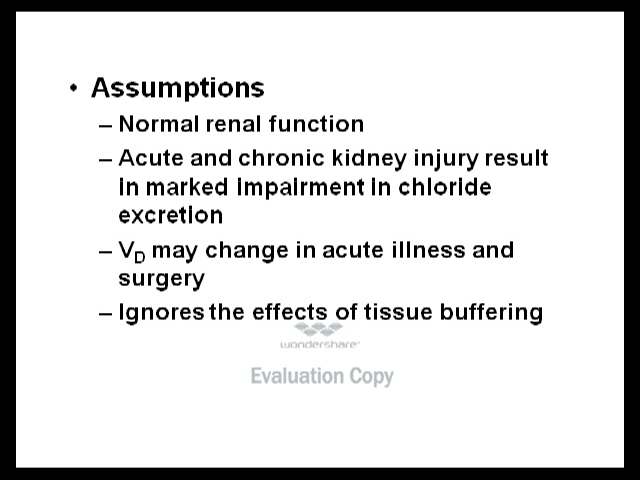 • Assumptions
– Normal renal function
– Acute and chronic kidney injury result
in marked impairment in chloride
excretion
– VD may change in acute illness and
surgery
– Ignores the effects of tissue buffering
wondershare
Evaluation Copy